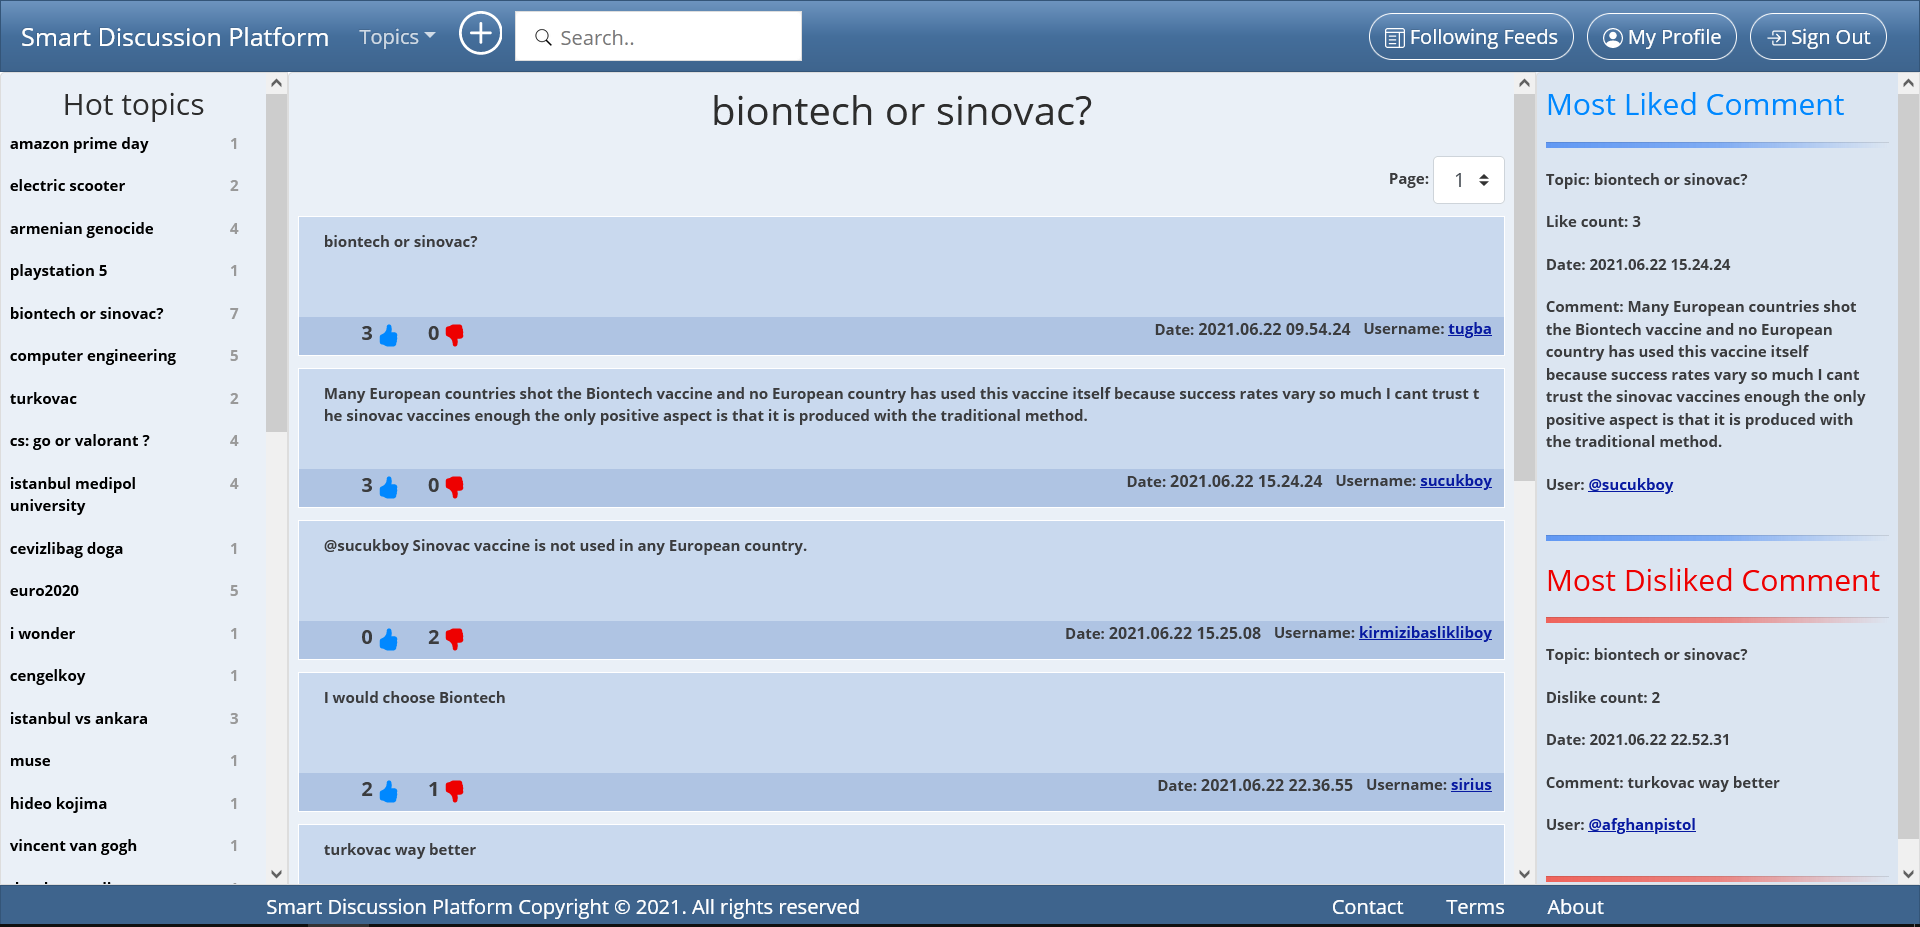 Smart Discussion Platform
Topics
Search..
Following Feeds
My Profile
Sign Out
Hot topics
amazon prime day 1
electric scooter 2
armenian genocide 4
playstation 5 1
biontech or sinovac? 7
computer engineering 5
turkovac 2
cs: go or valorant ? 4
istanbul medipol 4
university
cevizlibag doga 1
euro2020 5
i wonder 1
cengelkoy 1
istanbul vs ankara 3
muse 1
hideo kojima 1
vincent van gogh 1
biontech or sinovac?
Page: 1
biontech or sinovac?
3 0 Date: 2021.06.22 09.54.24 Username: tugba
Many European countries shot the Biontech vaccine and no European country has used this vaccine itself because success rates vary so much I cant trust t
he sinovac vaccines enough the only positive aspect is that it is produced with the traditional method.
3 0 Date: 2021.06.22 15.24.24 Username: sucukboy
@sucukboy Sinovac vaccine is not used in any European country.
0 2 Date: 2021.06.22 15.25.08 Username: kirmizibaslikliboy
I would choose Biontech
2 1 Date: 2021.06.22 22.36.55 Username: sirius
turkovac way better
Most Liked Comment
Topic: biontech or sinovac?
Like count: 3
Date: 2021.06.22 15.24.24
Comment: Many European countries shot
the Biontech vaccine and no European
country has used this vaccine itself
because success rates vary so much I cant
trust the sinovac vaccines enough the only
positive aspect is that it is produced with
the traditional method.
User: @sucukboy
Most Disliked Comment
Topic: biontech or sinovac?
Dislike count: 2
Date: 2021.06.22 22.52.31
Comment: turkovac way better
User: @afghanpistol
Smart Discussion Platform Copyright © 2021. All rights reserved
Contact
Terms
About